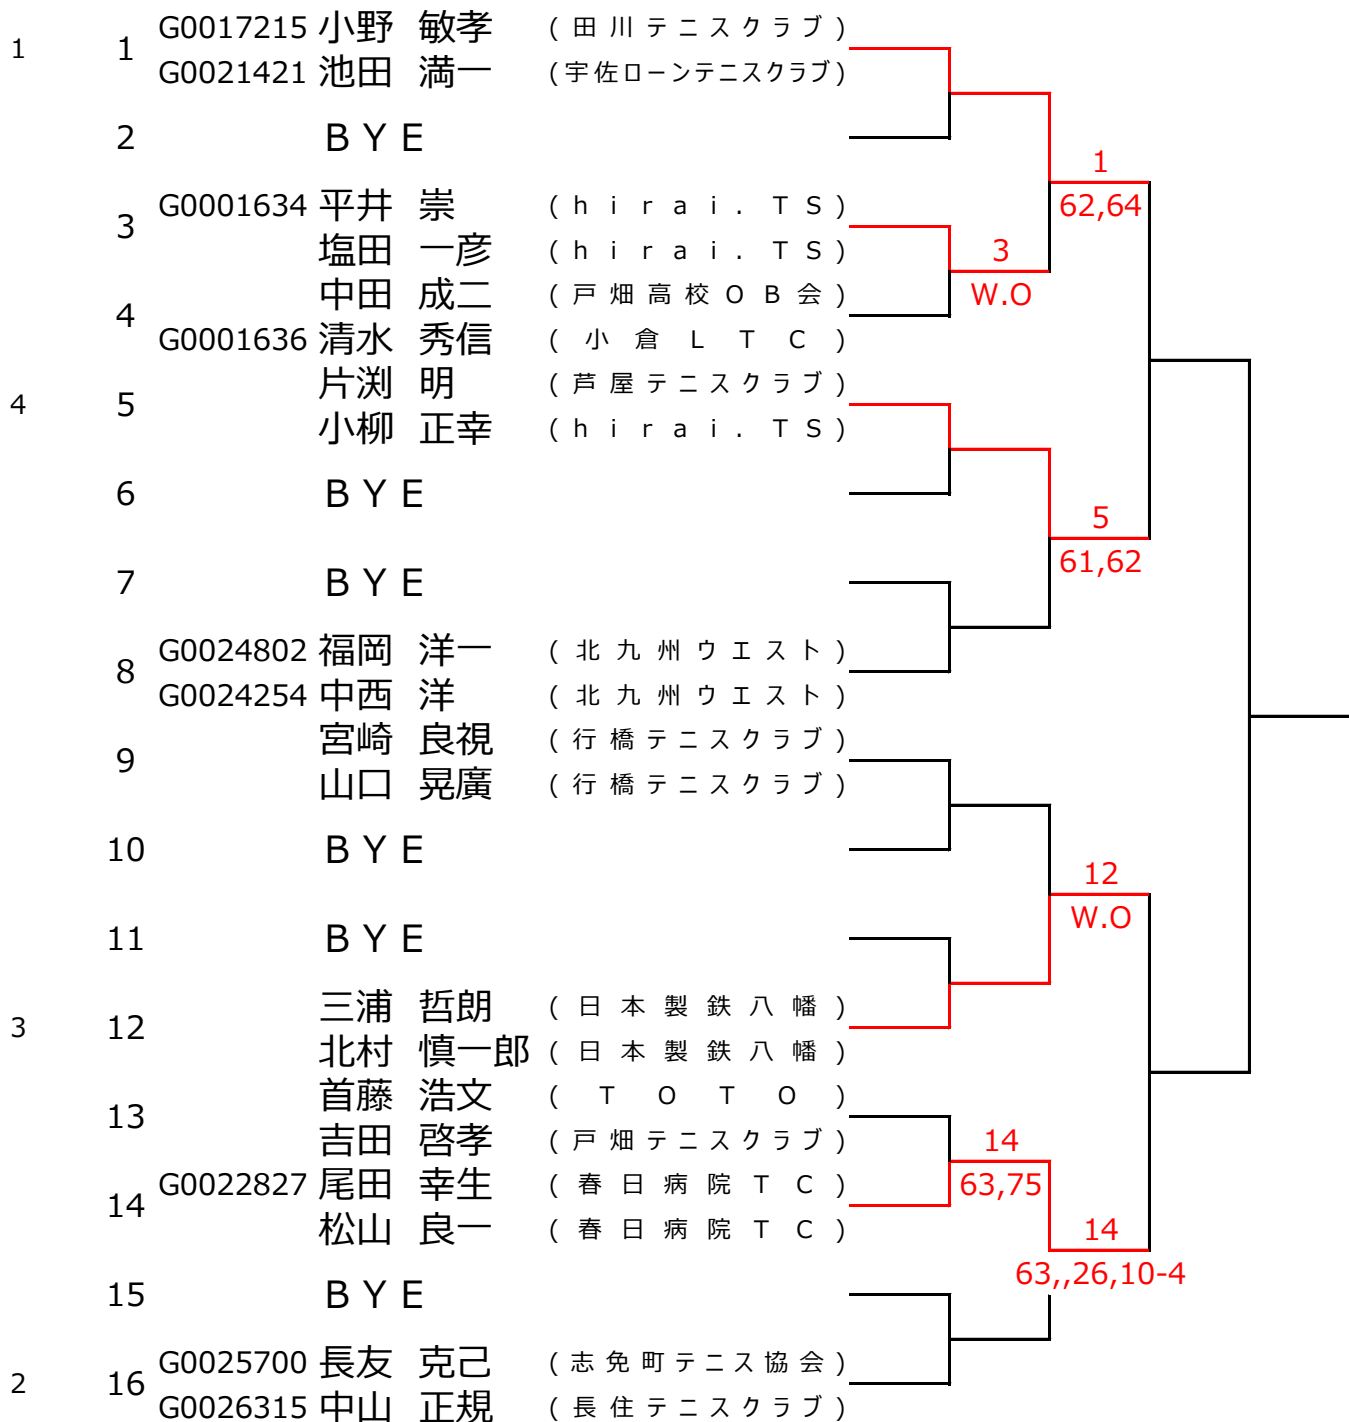 G0017215 小野 敏孝 (田川テニスクラブ)
1 1
G0021421 池田 満一 (宇佐ローンテニスクラブ)
2 ＢＹＥ
1
G0001634 平井 崇 (hirai.TS) 62,64
3
塩田 一彦 (hirai.TS) 3
中田 成二 (戸畑高校ＯＢ会) W.O
4
G0001636 清水 秀信 (小倉ＬＴＣ)
片渕 明 (芦屋テニスクラブ)
4 5
小柳 正幸 (hirai.TS)
6 ＢＹＥ
5
61,62
7 ＢＹＥ
G0024802 福岡 洋一 (北九州ウエスト)
8
G0024254 中西 洋 (北九州ウエスト)
宮崎 良視 (行橋テニスクラブ)
9
山口 晃廣 (行橋テニスクラブ)
10 ＢＹＥ
12
W.O
11 ＢＹＥ
三浦 哲朗 (日本製鉄八幡)
3 12
北村 慎一郎 (日本製鉄八幡)
首藤 浩文 (ＴＯＴＯ)
13
吉田 啓孝 (戸畑テニスクラブ) 14
G0022827 尾田 幸生 (春日病院ＴＣ) 63,75
14
松山 良一 (春日病院ＴＣ) 14
63,,26,10-4
15 ＢＹＥ
G0025700 長友 克己 (志免町テニス協会)
2 16
G0026315 中山 正規 (長住テニスクラブ)